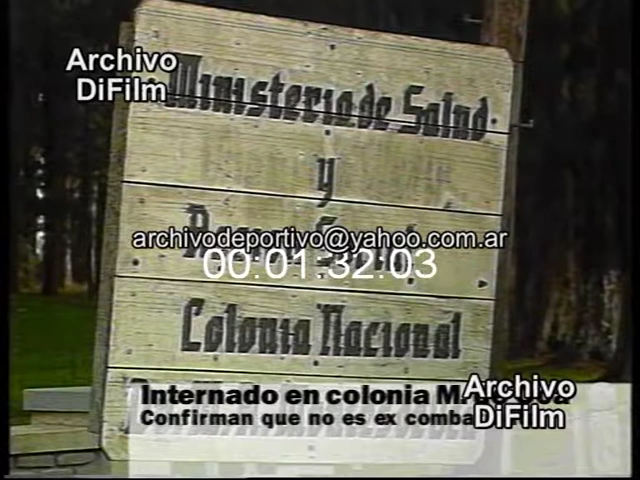 Archivo
DiFilm
Ministerio de Salud
y
archivodeportivo@yahoo.com.ar
00:01:32:03
Colonia Nacional
Internado en colonia
Confirman que no es ex
Archivo
DiFilm